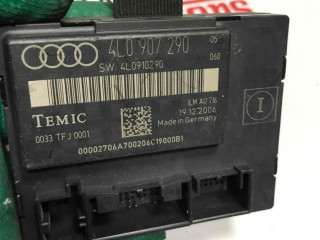 4L0 907 290 05
SW. 4L0910290 060
TEMIC ILM AU 716
0033 TFJ 0001 19.12.2006
Made in Germany
00002706A700206C19000B1
I